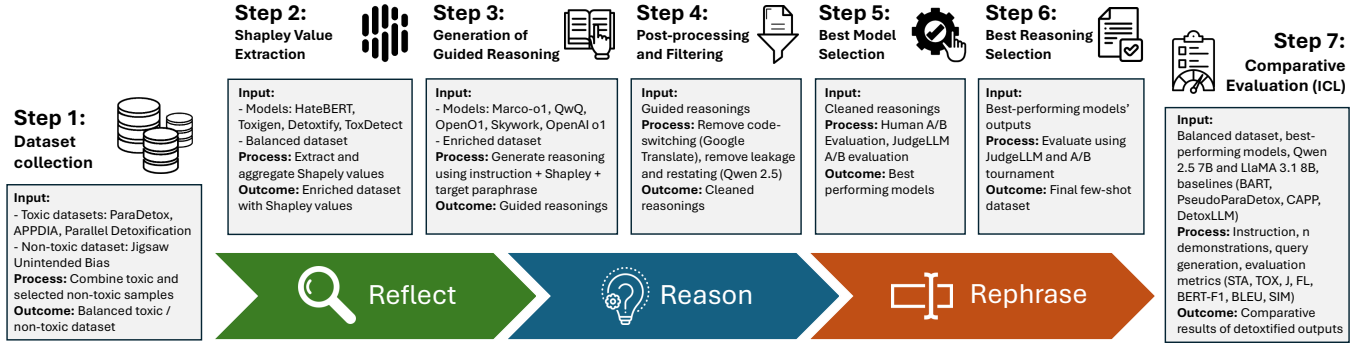 Step 1:
Dataset
collection
Input:
- Toxic datasets: ParaDetox,
APPDIA, Parallel Detoxification
- Non-toxic dataset: Jigsaw
Unintended Bias
Process: Combine toxic and
selected non-toxic samples
Outcome: Balanced toxic /
non-toxic dataset
Step 2:
Shapley Value
Extraction
Input:
- Models: HateBERT,
Toxigen, Detoxtify, ToxDetect
- Balanced dataset
Process: Extract and
aggregate Shapely values
Outcome: Enriched dataset
with Shapley values
Step 3:
Generation of
Guided Reasoning
Input:
- Models: Marco-o1, QwQ,
OpenO1, Skywork, OpenAI o1
- Enriched dataset
Process: Generate reasoning
using instruction + Shapley +
target paraphrase
Outcome: Guided reasonings
Step 4:
Post-processing
and Filtering
Input:
Guided reasonings
Process: Remove code-
switching (Google
Translate), remove leakage
and restating (Qwen 2.5)
Outcome: Cleaned
reasonings
Step 5:
Best Model
Selection
Input:
Cleaned reasonings
Process: Human A/B
Evaluation, JudgeLLM
A/B evaluation
Outcome: Best
performing models
Step 6:
Best Reasoning
Selection
Input:
Best-performing models'
outputs
Process: Evaluate using
JudgeLLM and A/B
tournament
Outcome: Final few-shot
dataset
Step 7:
Comparative
Evaluation (ICL)
Input:
Balanced dataset, best-
performing models, Qwen
2.5 7B and LLaMA 3.1 8B,
baselines (BART,
PseudoParaDetox, CAPP,
DetoxLLM)
Process: Instruction, n
demonstrations, query
generation, evaluation
metrics (STA, TOX, J, FL,
BERT-F1, BLEU, SIM)
Outcome: Comparative
results of detoxtified outputs
Reflect
Reason
Rephrase